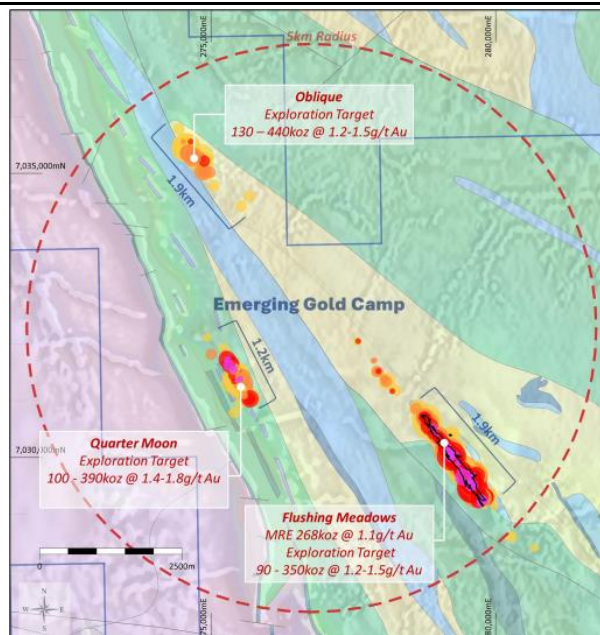 275,000mE
280,000mE
5km Radius
Oblique
Exploration Target
130 – 440koz @ 1.2-1.5g/t Au
7,035,000mN
1.9km
Emerging Gold Camp
1.2km
1.9km
7,030,000mN
Quarter Moon
Exploration Target
100 - 390koz @ 1.4-1.8g/t Au
Flushing Meadows
MRE 268koz @ 1.1g/t Au
Exploration Target
90 - 350koz @ 1.2-1.5g/t Au
0
2500m
N
W
E
S
275,000mE
280,000mE